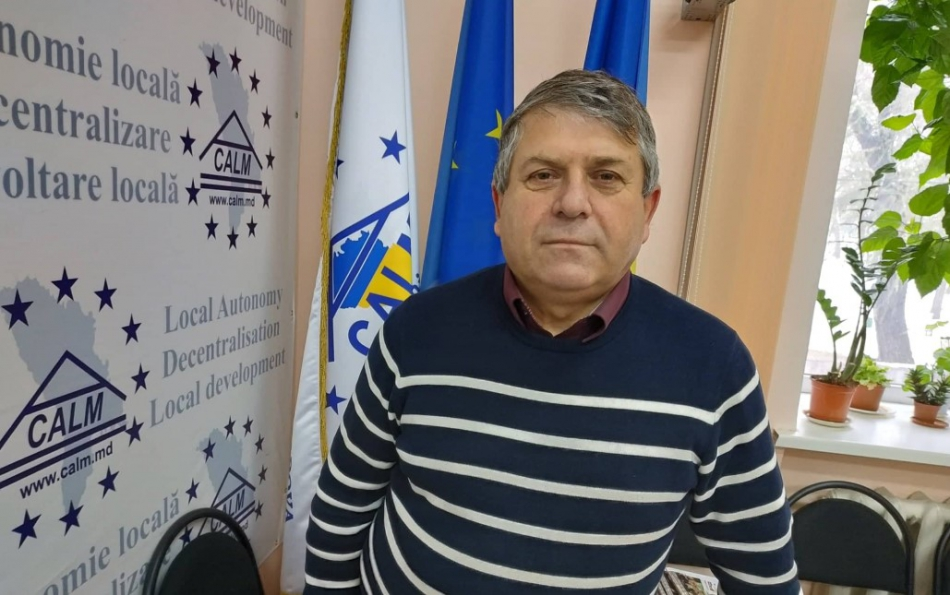 development
nomie locală
centralizare
oltare locală
CALM
www.calm.md
Local Autonomy
Decentralisation
Local development
CALM
www.calm.md
CAL
omie locală